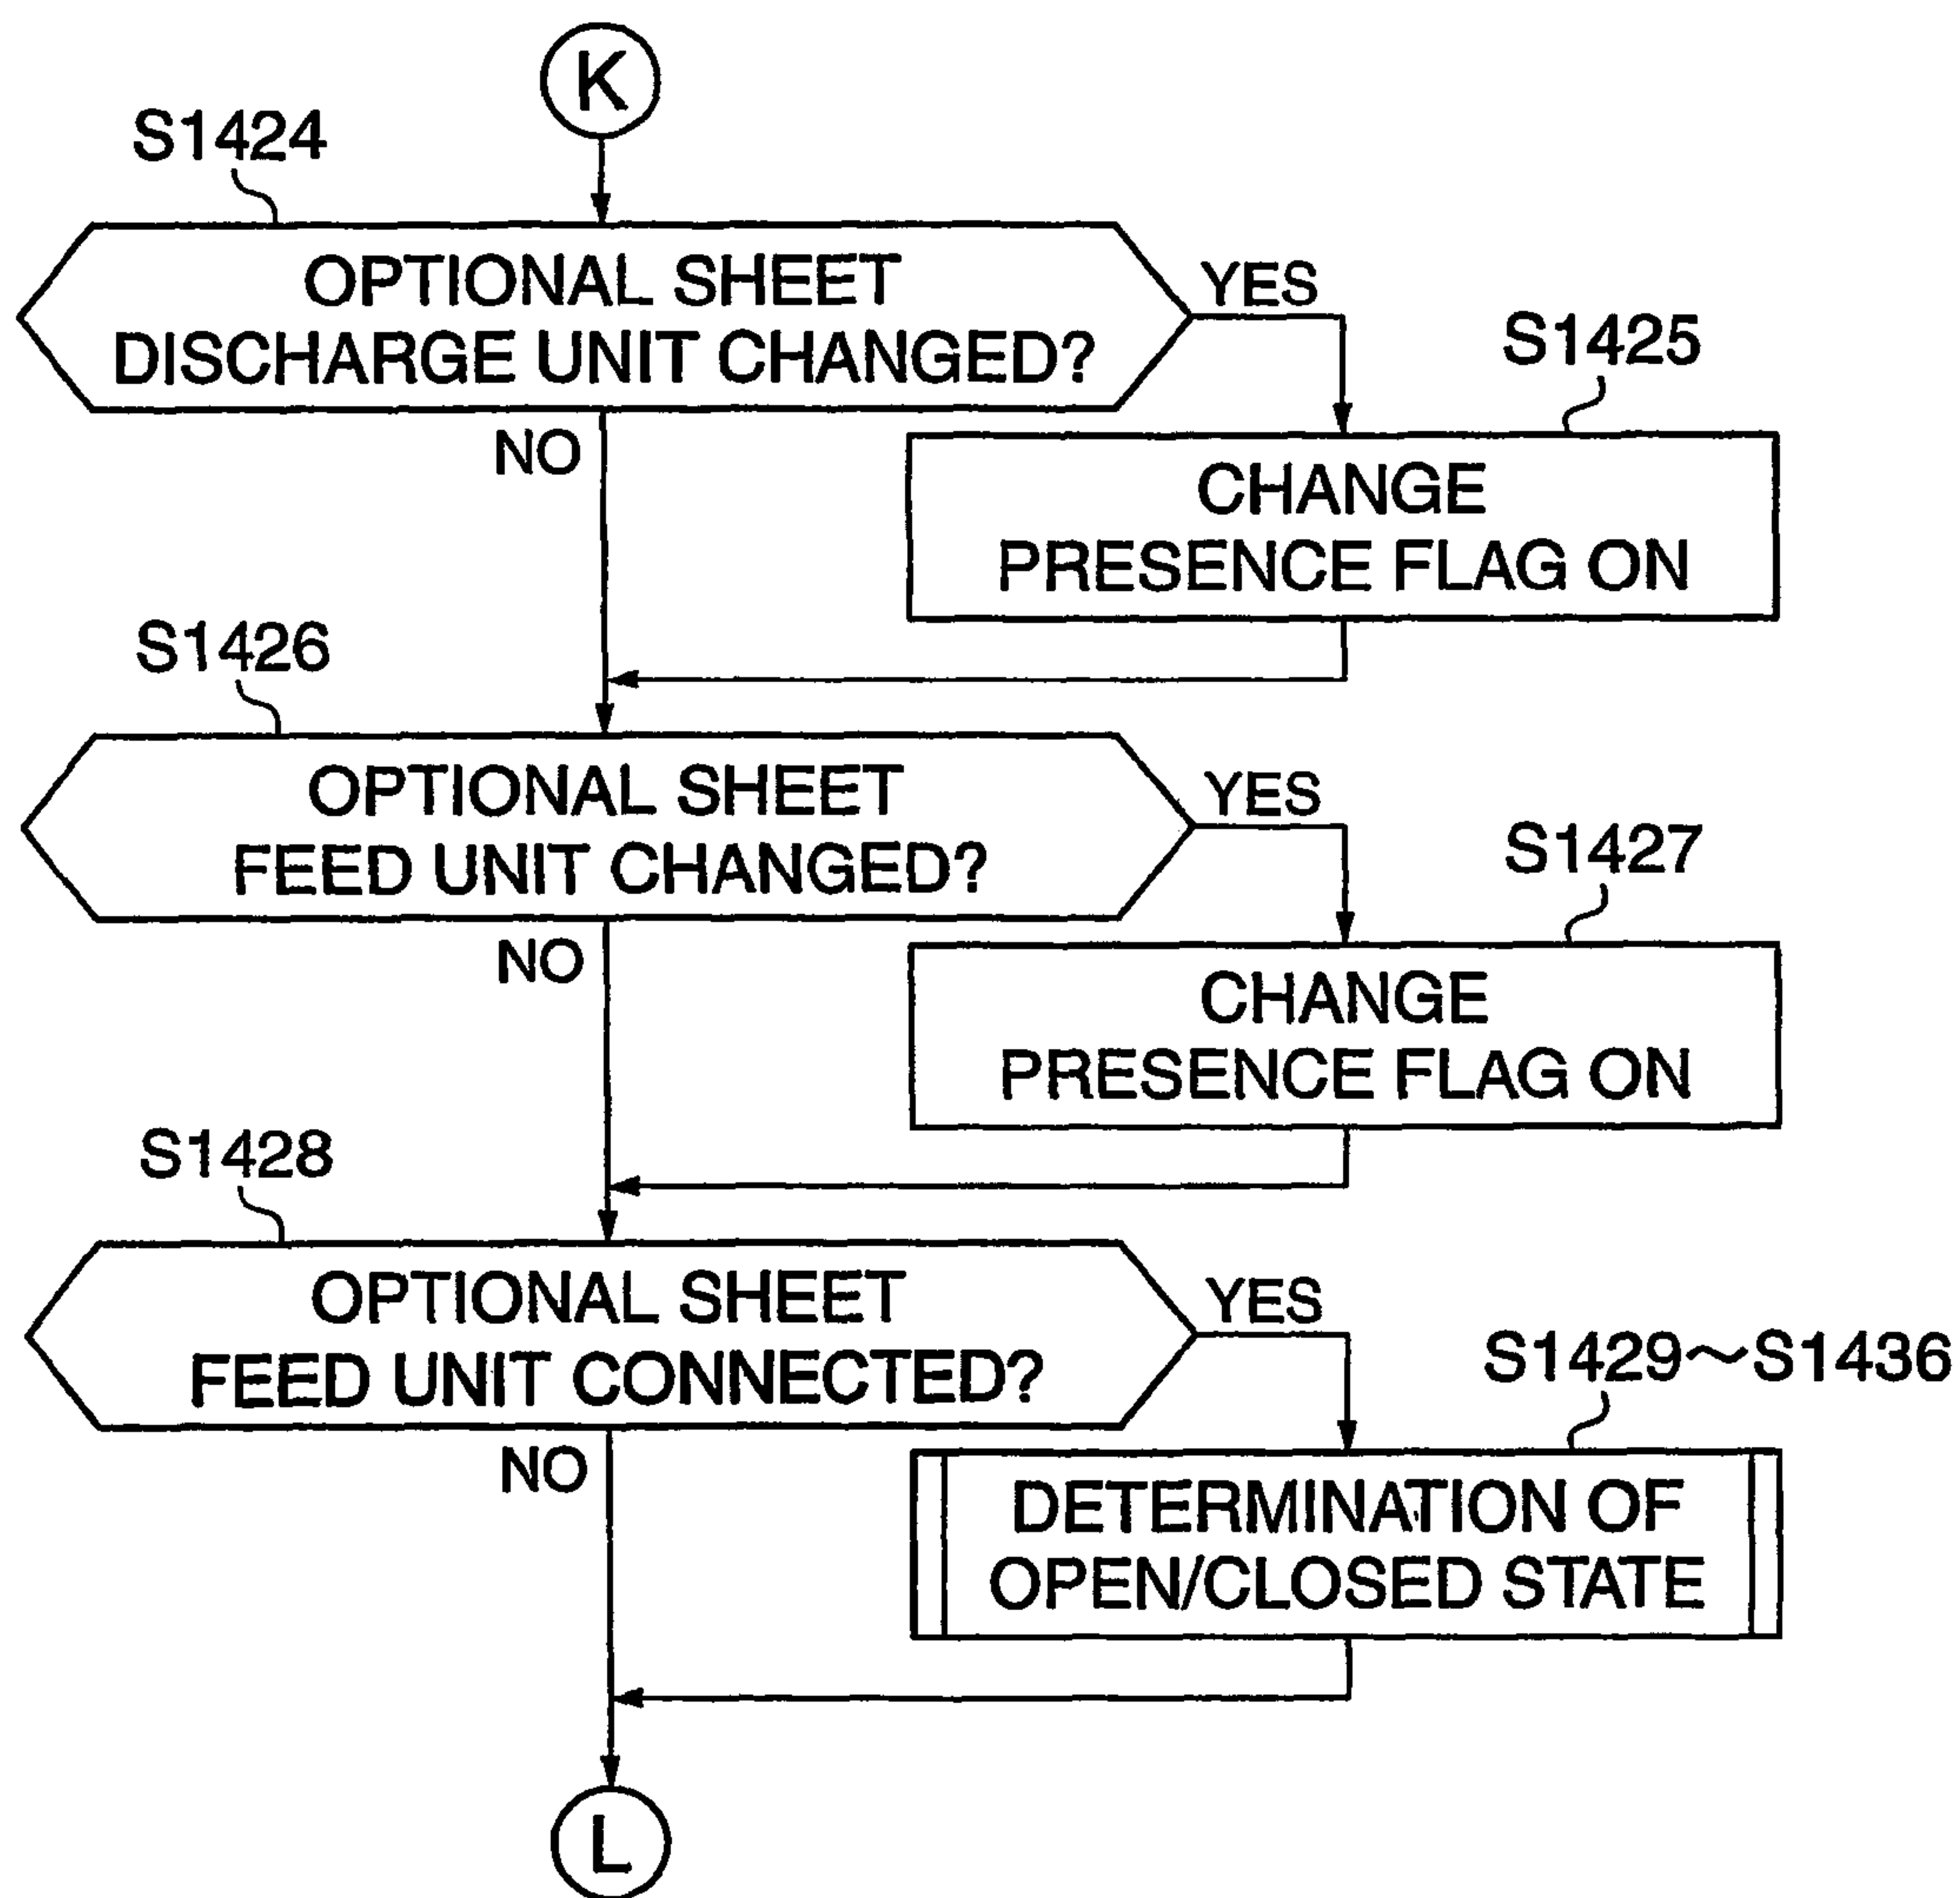 K
S1424
OPTIONAL SHEET
DISCHARGE UNIT CHANGED?
YES
S1425
NO
CHANGE
PRESENCE FLAG ON
S1426
OPTIONAL SHEET
FEED UNIT CHANGED?
YES
S1427
NO
CHANGE
PRESENCE FLAG ON
S1428
OPTIONAL SHEET
FEED UNIT CONNECTED?
YES
S1429~S1436
NO
DETERMINATION OF
OPEN/CLOSED STATE
L